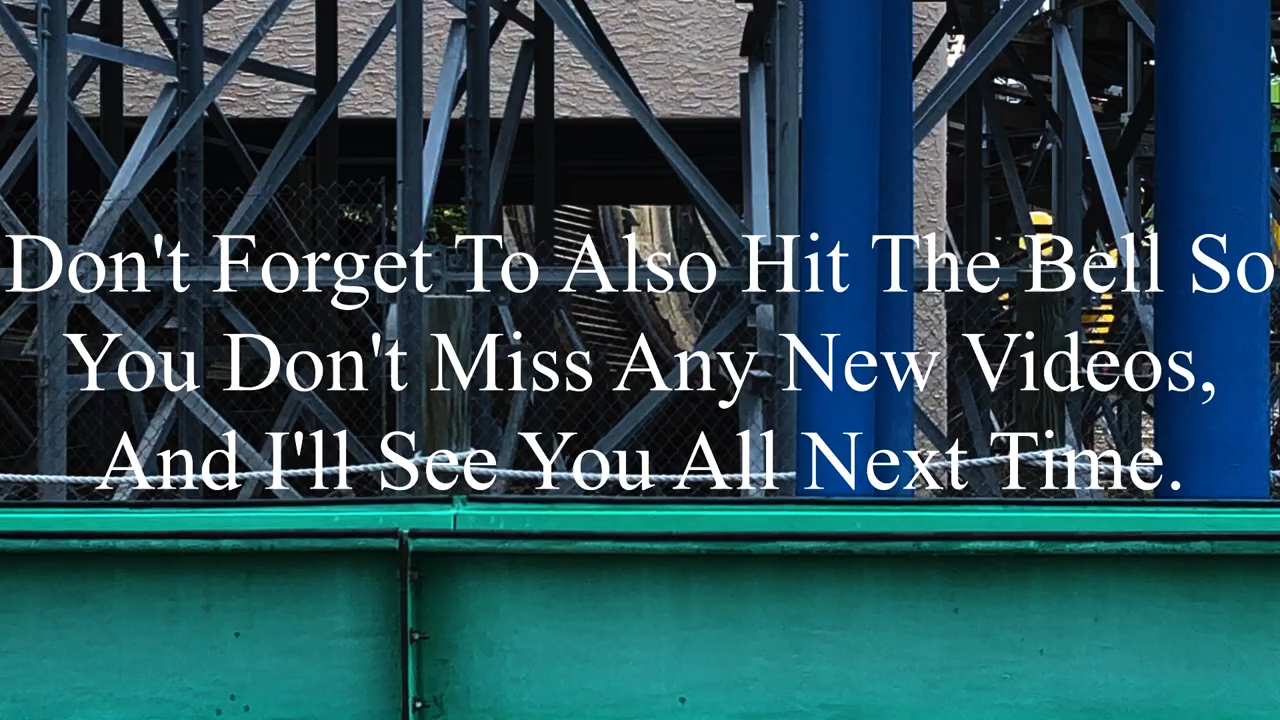 Don't Forget To Also Hit The Bell So
You Don't Miss Any New Videos,
And I'll See You All Next Time.